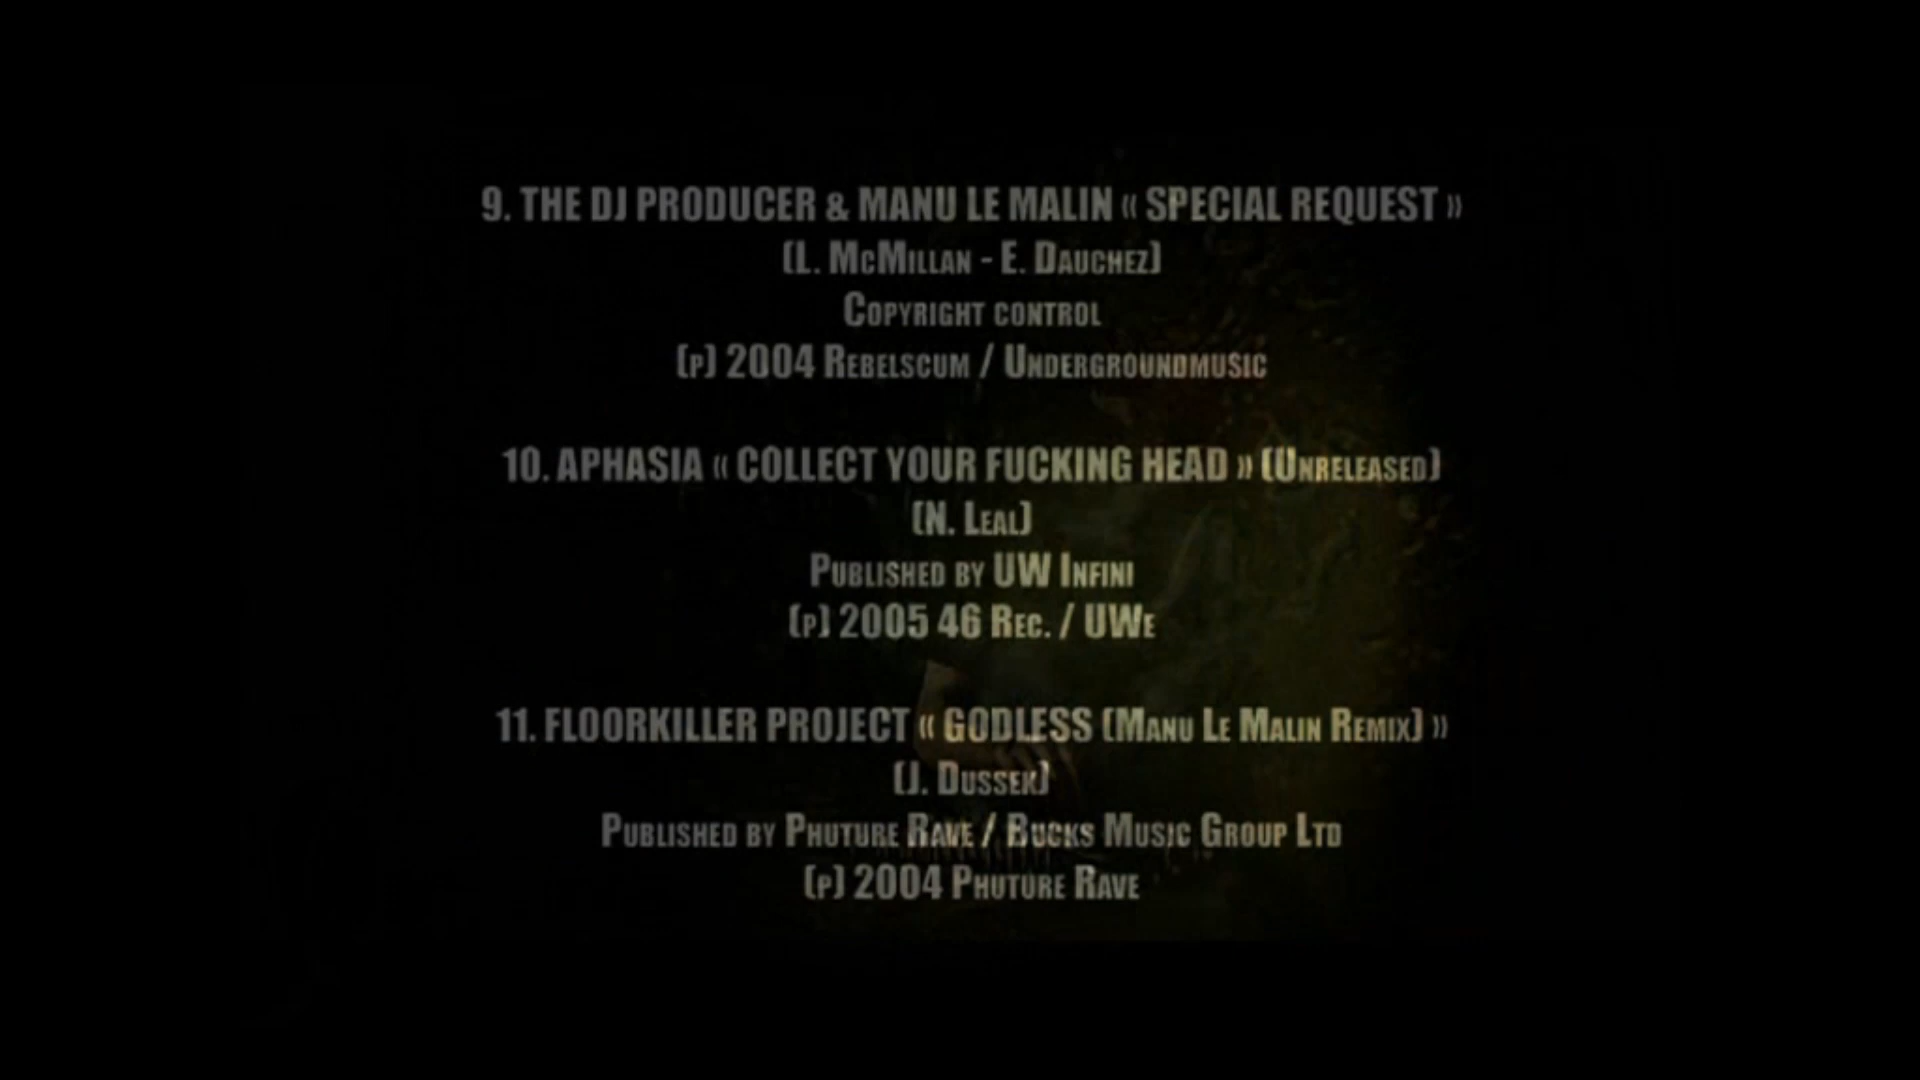 9. THE DJ PRODUCER & MANU LE MALIN « SPECIAL REQUEST »
(L. McMillan - E. Dauchez)
Copyright control
(p) 2004 Rebelscum / Undergroundmusic
10. APHASIA « COLLECT YOUR FUCKING HEAD » (Unreleased)
(N. Leal)
Published by UW Infini
(p) 2005 46 Rec. / UWe
11. FLOORKILLER PROJECT « GODLESS (Manu Le Malin Remix) »
(J. Dussek)
Published by Phuture Rave / Bucks Music Group Ltd
(p) 2004 Phuture Rave